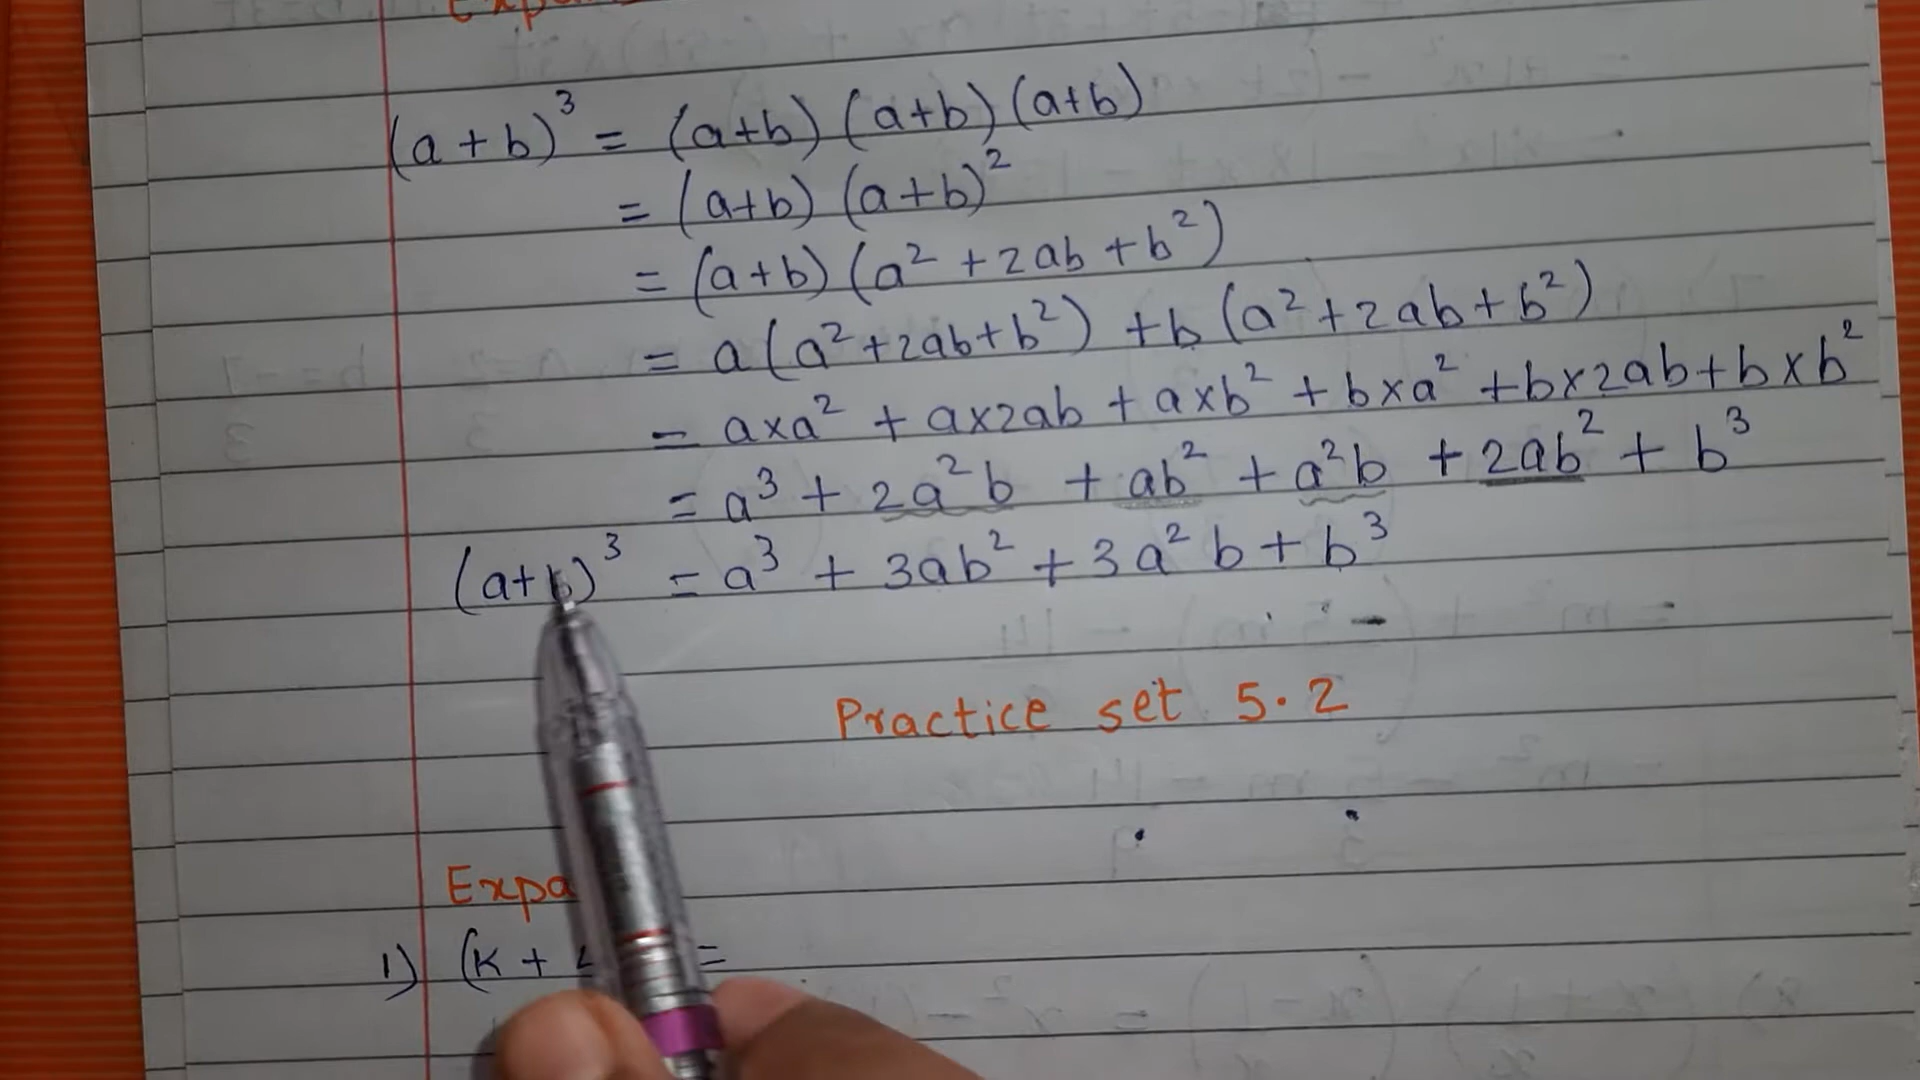 (a + b)³ = (a+b) (a+b) (a+b)
= (a+b) (a+b)²
= (a+b) (a² + 2ab + b²)
= a(a²+2ab+b²) + b(a²+2ab+b²)
= a×a² + a×2ab + a×b² + b×a² + b×2ab + b×b²
= a³ + 2a²b + ab² + a²b + 2ab² + b³
(a+b)³ = a³ + 3ab² + 3a²b + b³
Practice set 5.2
1) (k + =